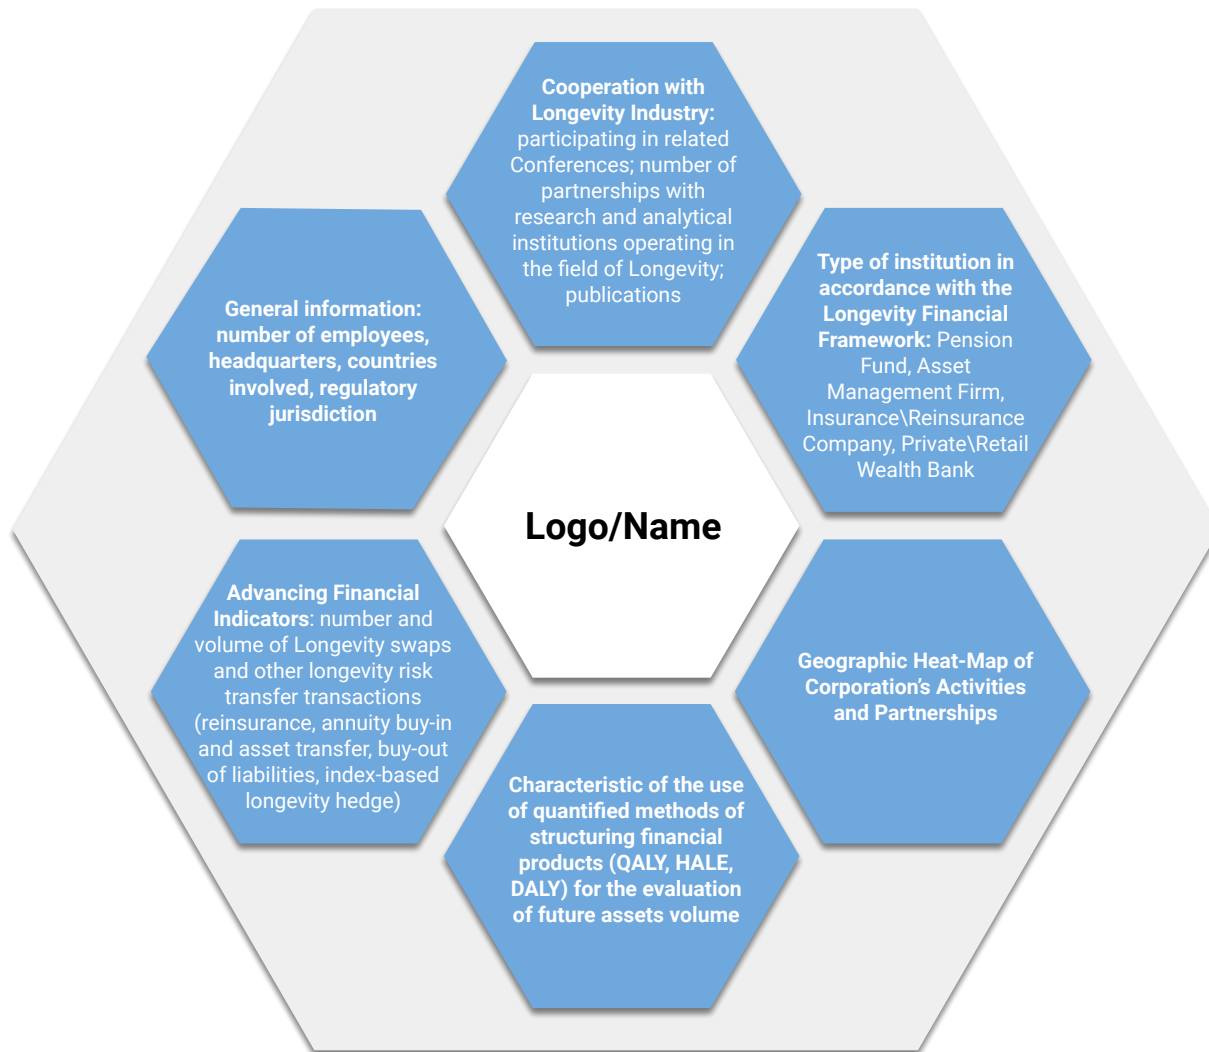 Cooperation with
Longevity Industry:
participating in related
Conferences; number of
partnerships with
research and analytical
institutions operating in
the field of Longevity;
publications
Type of institution in
accordance with the
Longevity Financial
Framework: Pension
Fund, Asset
Management Firm,
Insurance\Reinsurance
Company, Private\Retail
Wealth Bank
General information:
number of employees,
headquarters, countries
involved, regulatory
jurisdiction
Logo/Name
Advancing Financial
Indicators: number and
volume of Longevity swaps
and other longevity risk
transfer transactions
(reinsurance, annuity buy-in
and asset transfer, buy-out
of liabilities, index-based
longevity hedge)
Geographic Heat-Map of
Corporation’s Activities
and Partnerships
Characteristic of the use
of quantified methods of
structuring financial
products (QALY, HALE,
DALY) for the evaluation
of future assets volume